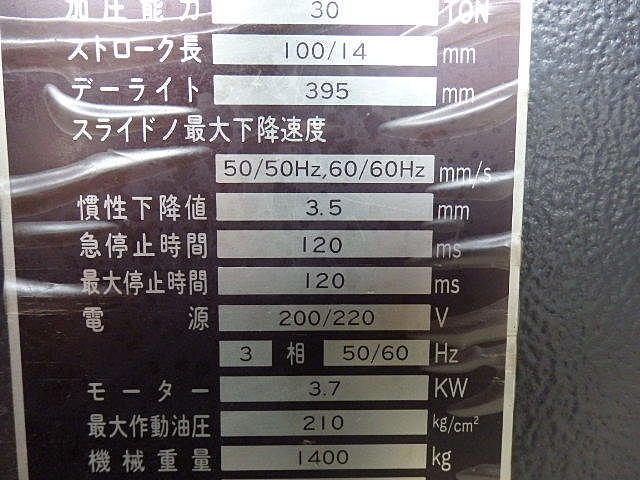 加圧能力 30 TON
ストローク長 100/14 mm
デーライト 395 mm
スライドノ最大下降速度
50/50Hz,60/60Hz mm/s
慣性下降値 3.5 mm
急停止時間 120 ms
最大停止時間 120 ms
電源 200/220 V
3 相 50/60 Hz
モーター 3.7 KW
最大作動油圧 210 kg/cm²
機械重量 1400 kg